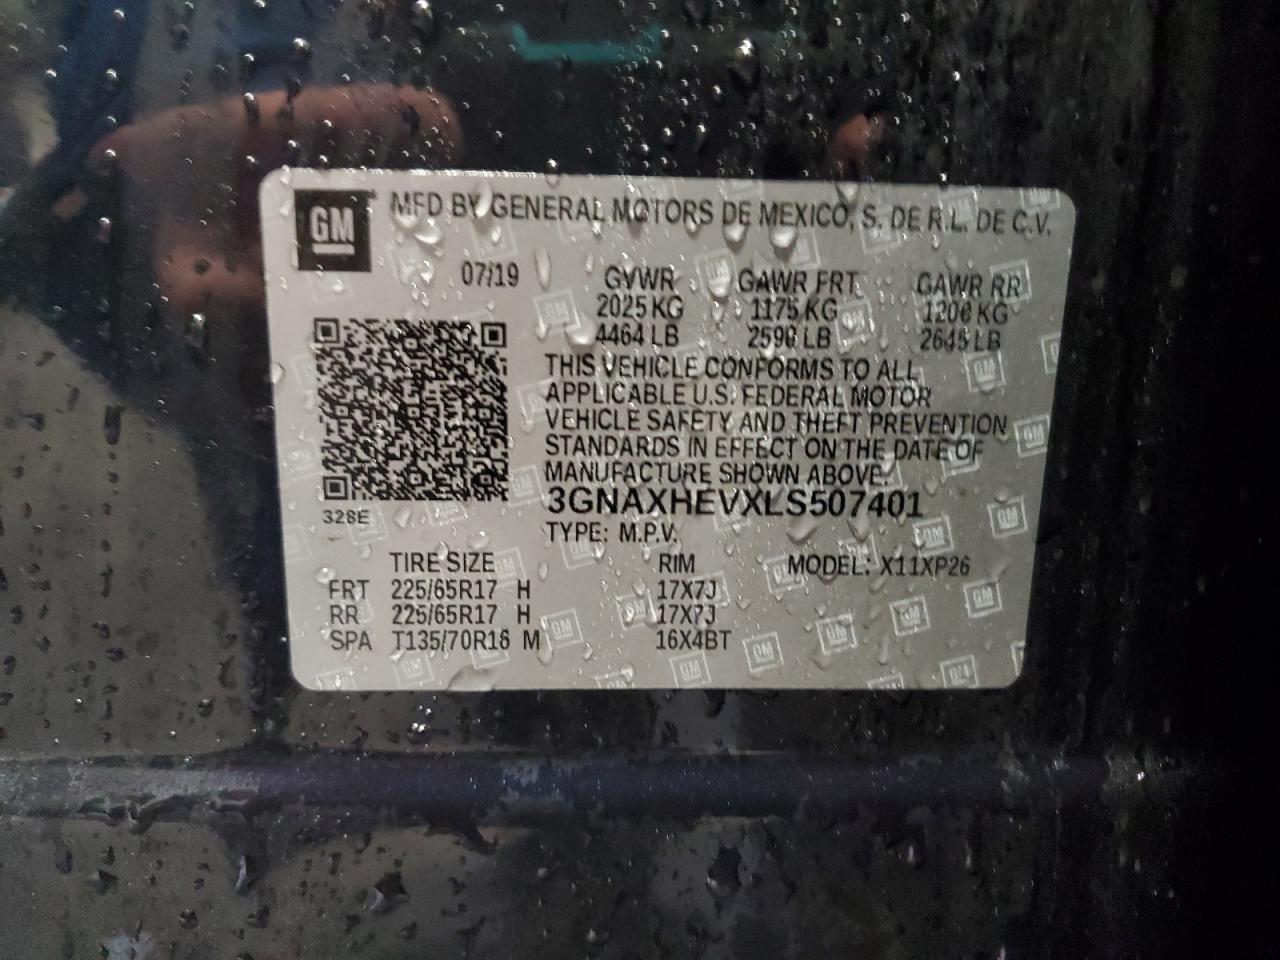 GM
MFD BY GENERAL MOTORS DE MEXICO, S. DE R.L. DE C.V.
07/19 GVWR GAWR FRT GAWR RR
2025 KG 1175 KG 1200 KG
4464 LB 2590 LB 2645 LB
THIS VEHICLE CONFORMS TO ALL
APPLICABLE U.S. FEDERAL MOTOR
VEHICLE SAFETY AND THEFT PREVENTION
STANDARDS IN EFFECT ON THE DATE OF
MANUFACTURE SHOWN ABOVE.
3GNAXHEVXLS507401
328E
TYPE: M.P.V.
TIRE SIZE RIM MODEL: X11XP26
FRT 225/65R17 H 17X7J
RR 225/65R17 H 17X7J
SPA T135/70R16 M 16X4BT